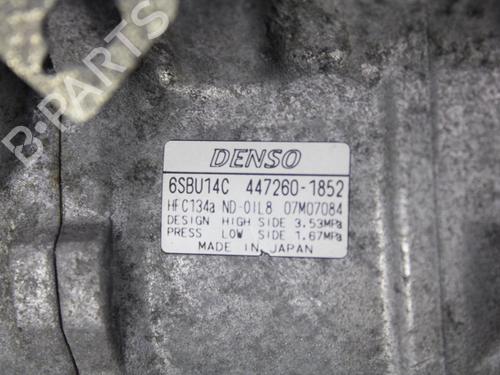 B-PARTS
DENSO
6SBU14C 447260-1852
HFC134a ND-OIL8 07M07084
DESIGN HIGH SIDE 3.53MPa
PRESS LOW SIDE 1.67MPa
MADE IN JAPAN